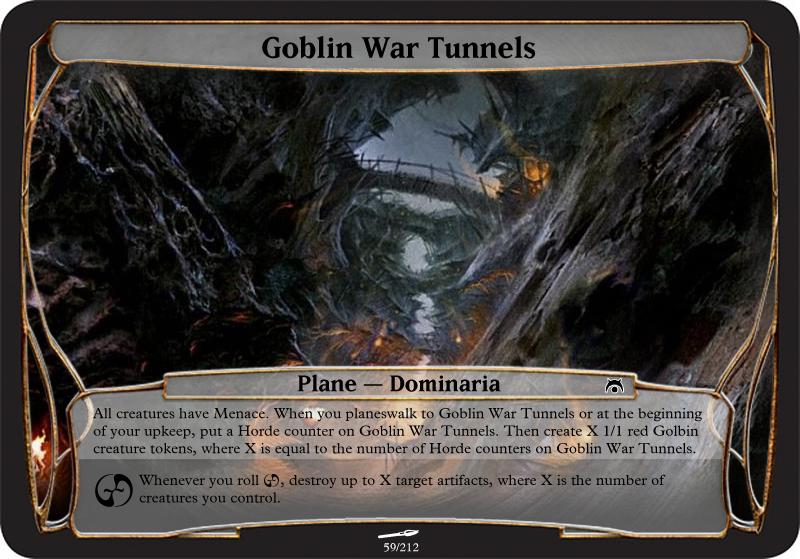 Goblin War Tunnels
Plane — Dominaria
All creatures have Menace. When you planeswalk to Goblin War Tunnels or at the beginning
of your upkeep, put a Horde counter on Goblin War Tunnels. Then create X 1/1 red Golbin
creature tokens, where X is equal to the number of Horde counters on Goblin War Tunnels.
Whenever you roll , destroy up to X target artifacts, where X is the number of
creatures you control.
59/212